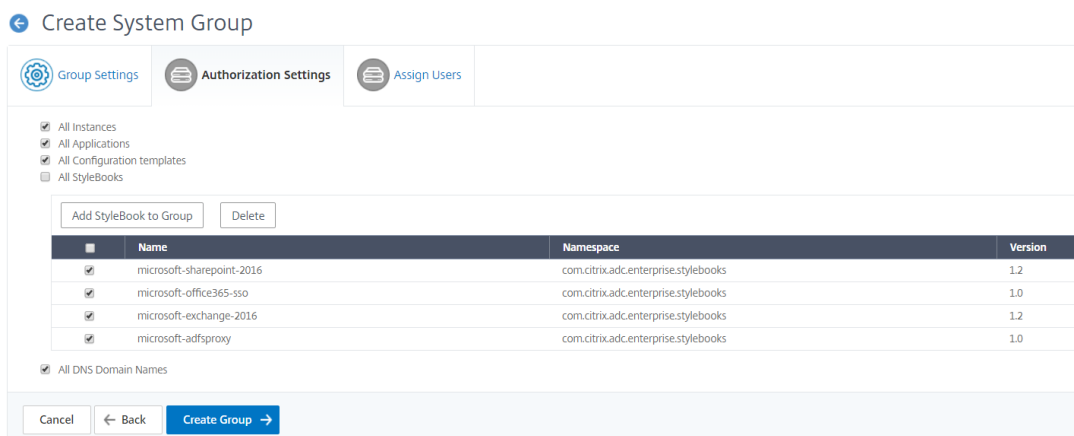 Create System Group
Group Settings Authorization Settings Assign Users
All Instances
All Applications
All Configuration templates
All StyleBooks
Add StyleBook to Group Delete
Name Namespace Version
microsoft-sharepoint-2016 com.citrix.adc.enterprise.stylebooks 1.2
microsoft-office365-sso com.citrix.adc.enterprise.stylebooks 1.0
microsoft-exchange-2016 com.citrix.adc.enterprise.stylebooks 1.2
microsoft-adfsproxy com.citrix.adc.enterprise.stylebooks 1.0
All DNS Domain Names
Cancel ← Back Create Group →